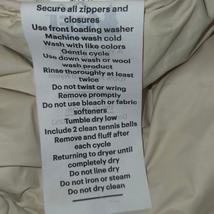 Secure all zippers and
closures
Use front loading washer
Machine wash cold
Wash with like colors
Gentle cycle
Use down wash or wool
wash product
Rinse thoroughly at least
twice
Do not twist or wring
Remove promptly
Do not use bleach or fabric
softeners
Tumble dry low
Include 2 clean tennis balls
Remove and fluff after
each cycle
Returning to dryer until
completely dry
Do not line dry
Do not iron or steam
Do not dry clean